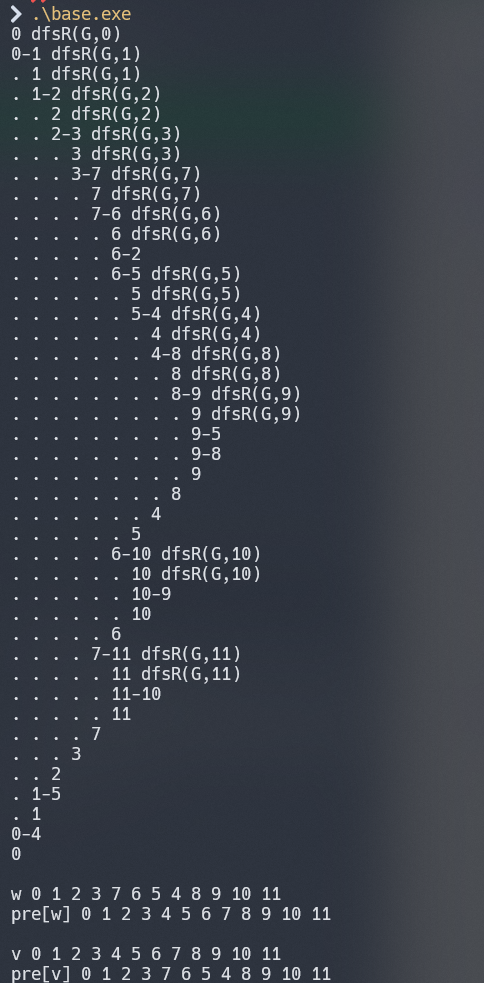 ❯ .\base.exe
0 dfsR(G,0)
0-1 dfsR(G,1)
. 1 dfsR(G,1)
. 1-2 dfsR(G,2)
. . 2 dfsR(G,2)
. . 2-3 dfsR(G,3)
. . . 3 dfsR(G,3)
. . . 3-7 dfsR(G,7)
. . . . 7 dfsR(G,7)
. . . . 7-6 dfsR(G,6)
. . . . . 6 dfsR(G,6)
. . . . . 6-2
. . . . . 6-5 dfsR(G,5)
. . . . . . 5 dfsR(G,5)
. . . . . . 5-4 dfsR(G,4)
. . . . . . . 4 dfsR(G,4)
. . . . . . . 4-8 dfsR(G,8)
. . . . . . . . 8 dfsR(G,8)
. . . . . . . . 8-9 dfsR(G,9)
. . . . . . . . . 9 dfsR(G,9)
. . . . . . . . . 9-5
. . . . . . . . . 9-8
. . . . . . . . . 9
. . . . . . . . 8
. . . . . . . 4
. . . . . . 5
. . . . . 6-10 dfsR(G,10)
. . . . . . 10 dfsR(G,10)
. . . . . . 10-9
. . . . . . 10
. . . . . 6
. . . . 7-11 dfsR(G,11)
. . . . . 11 dfsR(G,11)
. . . . . 11-10
. . . . . 11
. . . . 7
. . . 3
. . 2
. 1-5
. 1
0-4
0
w 0 1 2 3 7 6 5 4 8 9 10 11
pre[w] 0 1 2 3 4 5 6 7 8 9 10 11
v 0 1 2 3 4 5 6 7 8 9 10 11
pre[v] 0 1 2 3 7 6 5 4 8 9 10 11